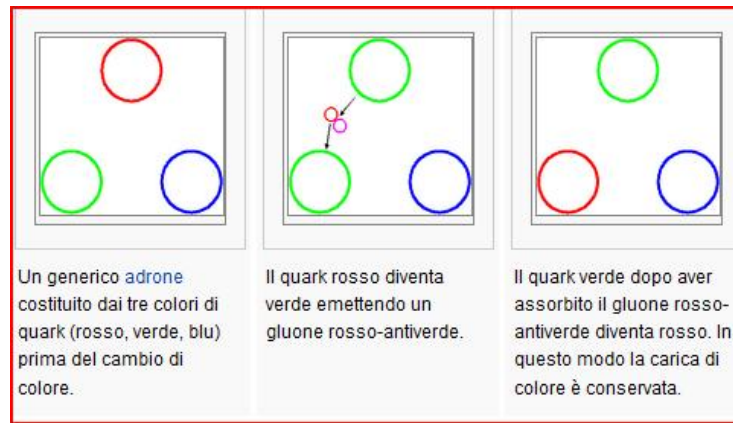 Un generico adrone
costituito dai tre colori di
quark (rosso, verde, blu)
prima del cambio di
colore.
Il quark rosso diventa
verde emettendo un
gluone rosso-antiverde.
Il quark verde dopo aver
assorbito il gluone rosso-
antiverde diventa rosso. In
questo modo la carica di
colore è conservata.